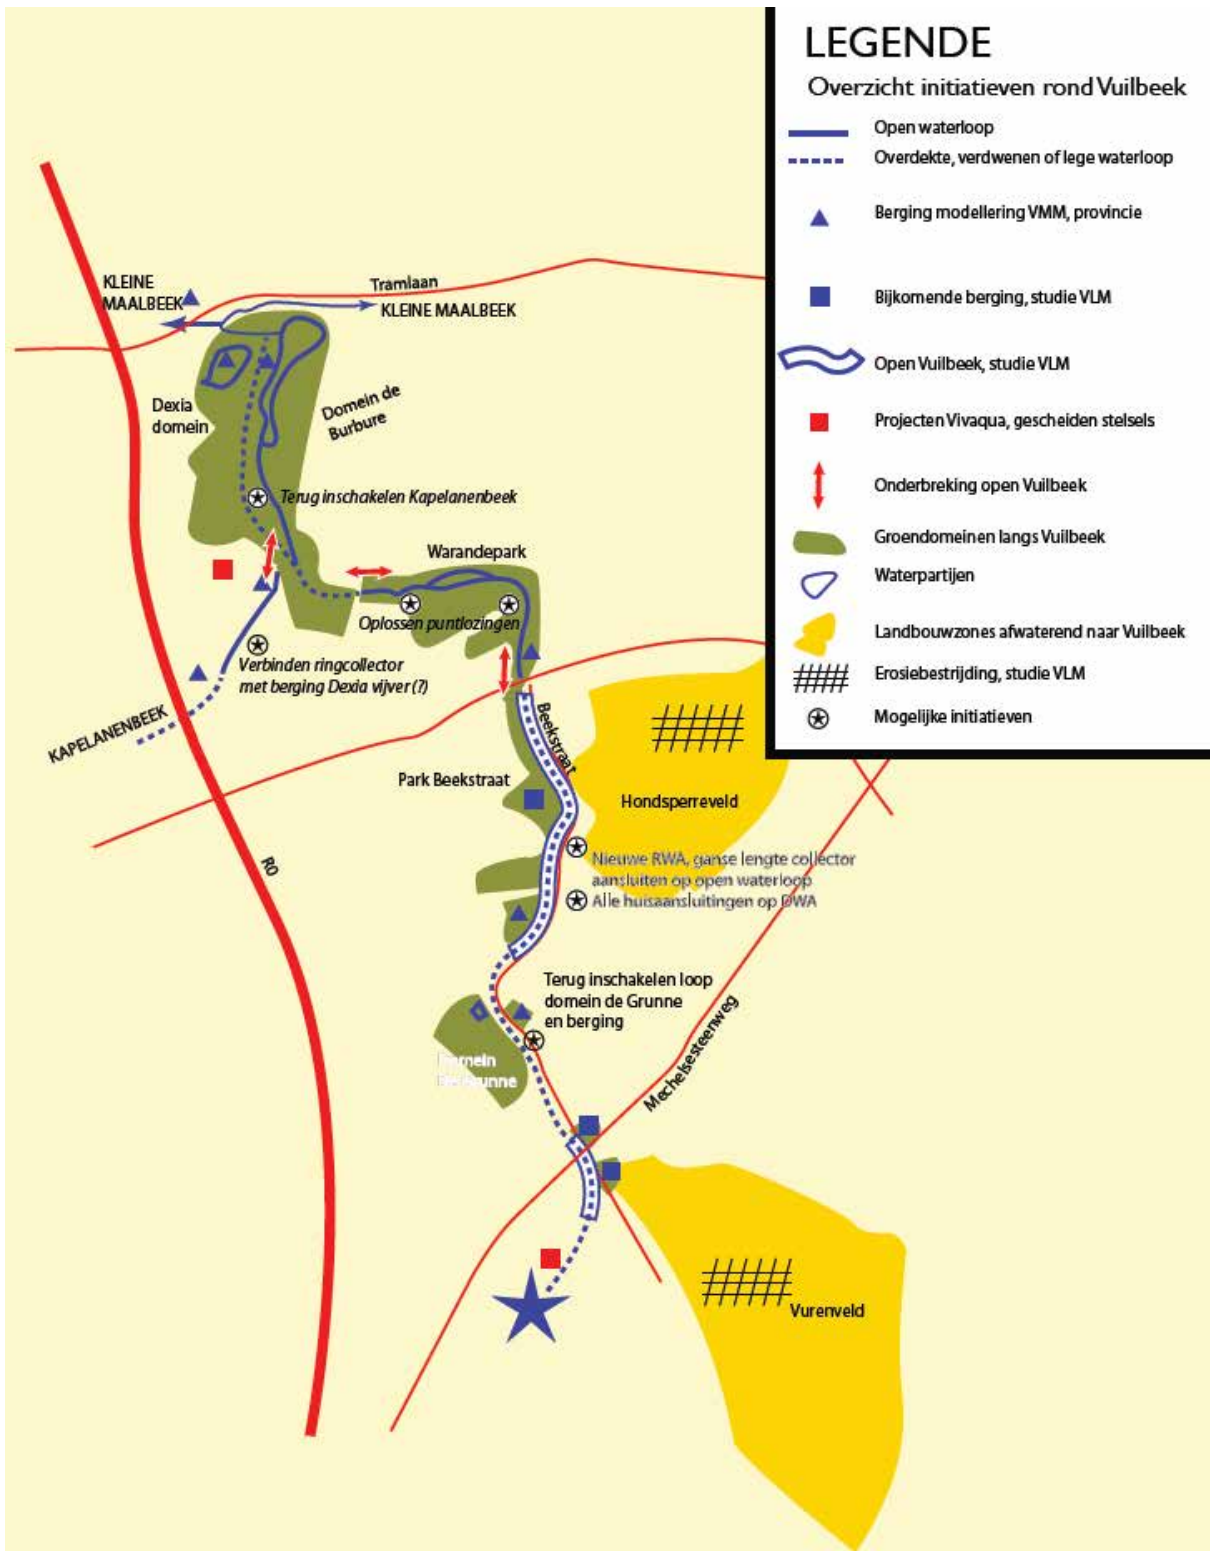 LEGENDE
Overzicht initiatieven rond Vuilbeek
Open waterloop
Overdekte, verdwenen of lege waterloop
Berging modellering VMM, provincie
Bijkomende berging, studie VLM
Open Vuilbeek, studie VLM
Projecten Vivaqua, gescheiden stelsels
Onderbreking open Vuilbeek
Groendomeinen langs Vuilbeek
Waterpartijen
Landbouwzones afwaterend naar Vuilbeek
Erosiebestrijding, studie VLM
Mogelijke initiatieven
KLEINE
MAALBEEK
Tramlaan
KLEINE MAALBEEK
Dexia
domein
Domein de
Burbure
Terug inschakelen Kapelanenbeek
Warandepark
Oplossen puntlozingen
Verbinden ringcollector
met berging Dexia vijver (?)
KAPELANENBEEK
Beekstraat
Park Beekstraat
Hondsperreveld
R0
Nieuwe RWA, ganse lengte collector
aansluiten op open waterloop
Alle huisaansluitingen op DWA
Terug inschakelen loop
domein de Grunne
en berging
Domein
Mechelsesteenweg
Vurenveld